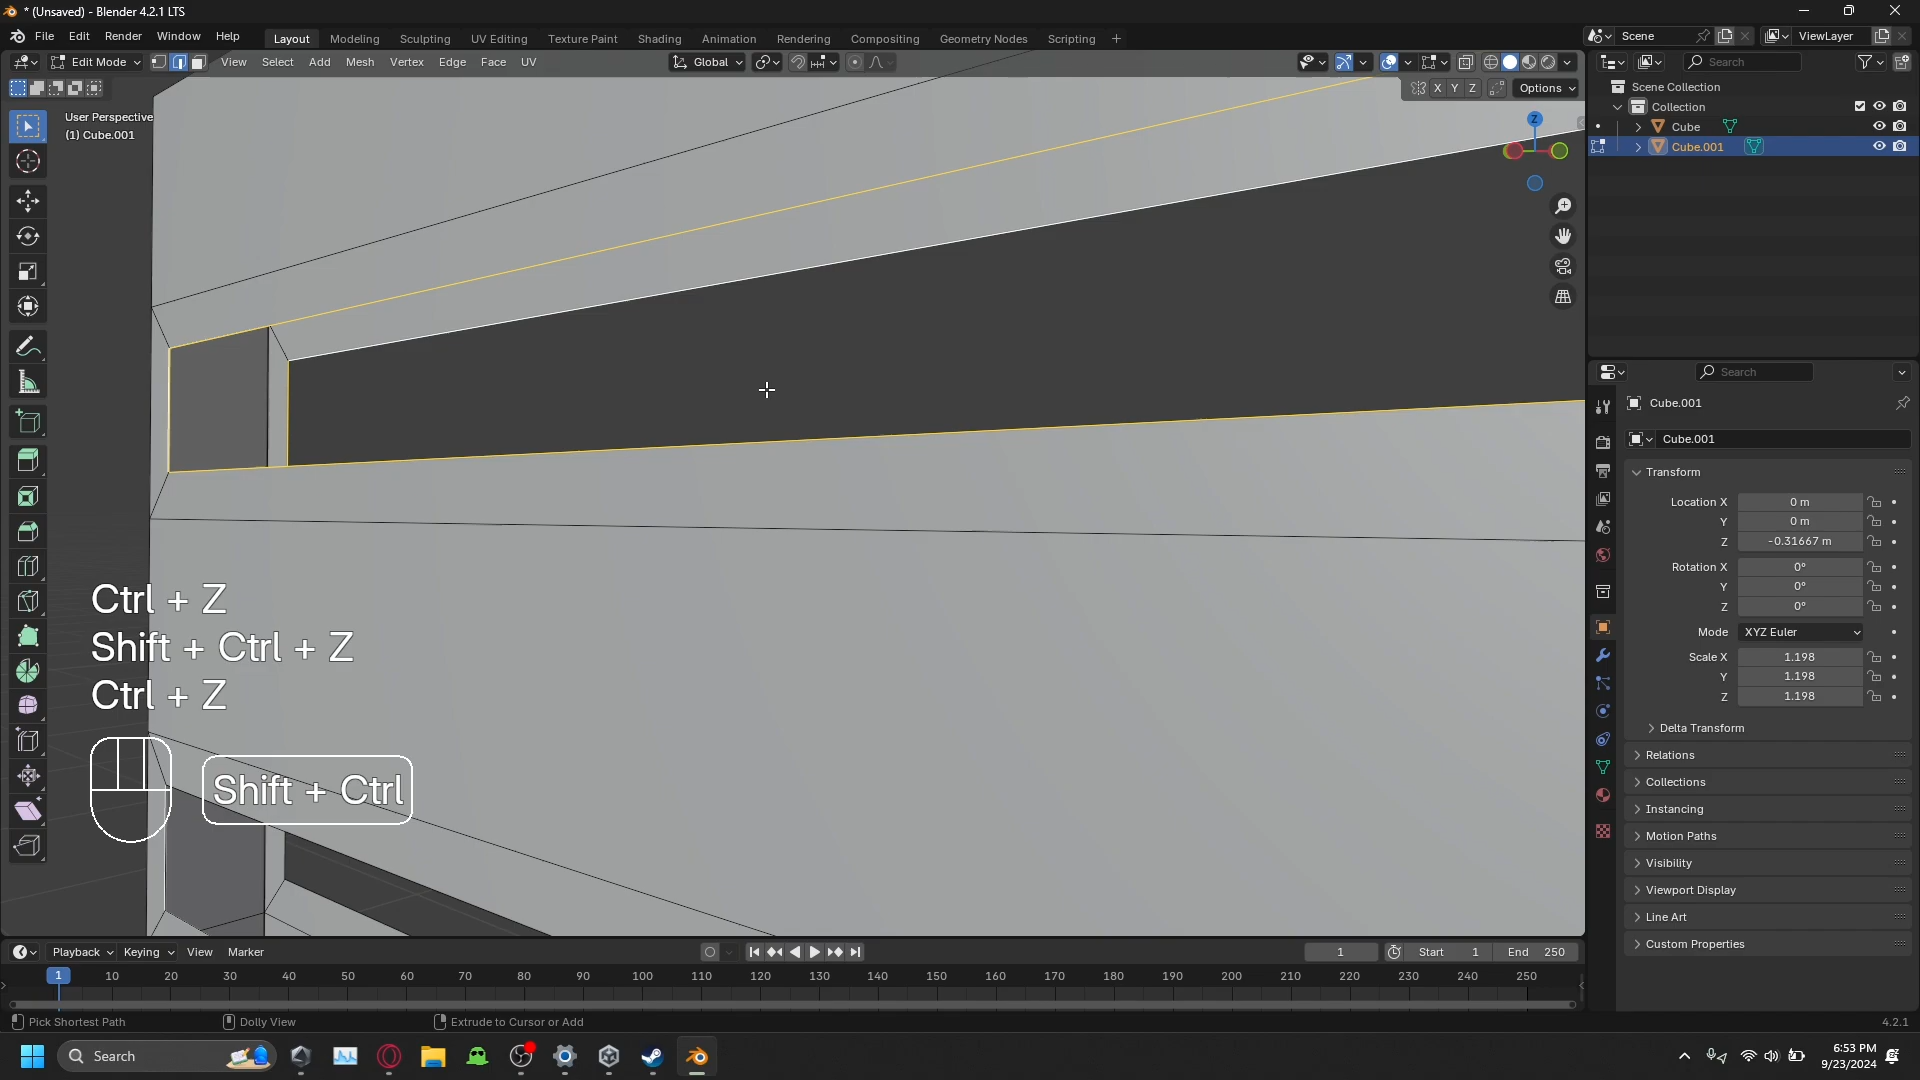 * (Unsaved) - Blender 4.2.1 LTS
File Edit Render Window Help Layout Modeling Sculpting UV Editing Texture Paint Shading Animation Rendering Compositing Geometry Nodes Scripting + Scene ViewLayer
Edit Mode View Select Add Mesh Vertex Edge Face UV Global Search
X Y Z Options
User Perspective
(1) Cube.001
Z
Scene Collection
Collection
Cube
Cube.001
Search
Cube.001
Cube.001
Transform
Location X 0 m
Y 0 m
Z -0.31667 m
Rotation X 0°
Y 0°
Z 0°
Mode XYZ Euler
Scale X 1.198
Y 1.198
Z 1.198
Delta Transform
Relations
Collections
Instancing
Motion Paths
Visibility
Viewport Display
Line Art
Custom Properties
Ctrl + Z
Shift + Ctrl + Z
Ctrl + Z
Shift + Ctrl
Playback Keying View Marker 1 Start 1 End 250
1 10 20 30 40 50 60 70 80 90 100 110 120 130 140 150 160 170 180 190 200 210 220 230 240 250
Pick Shortest Path Dolly View Extrude to Cursor or Add 4.2.1
Search
6:53 PM
9/23/2024